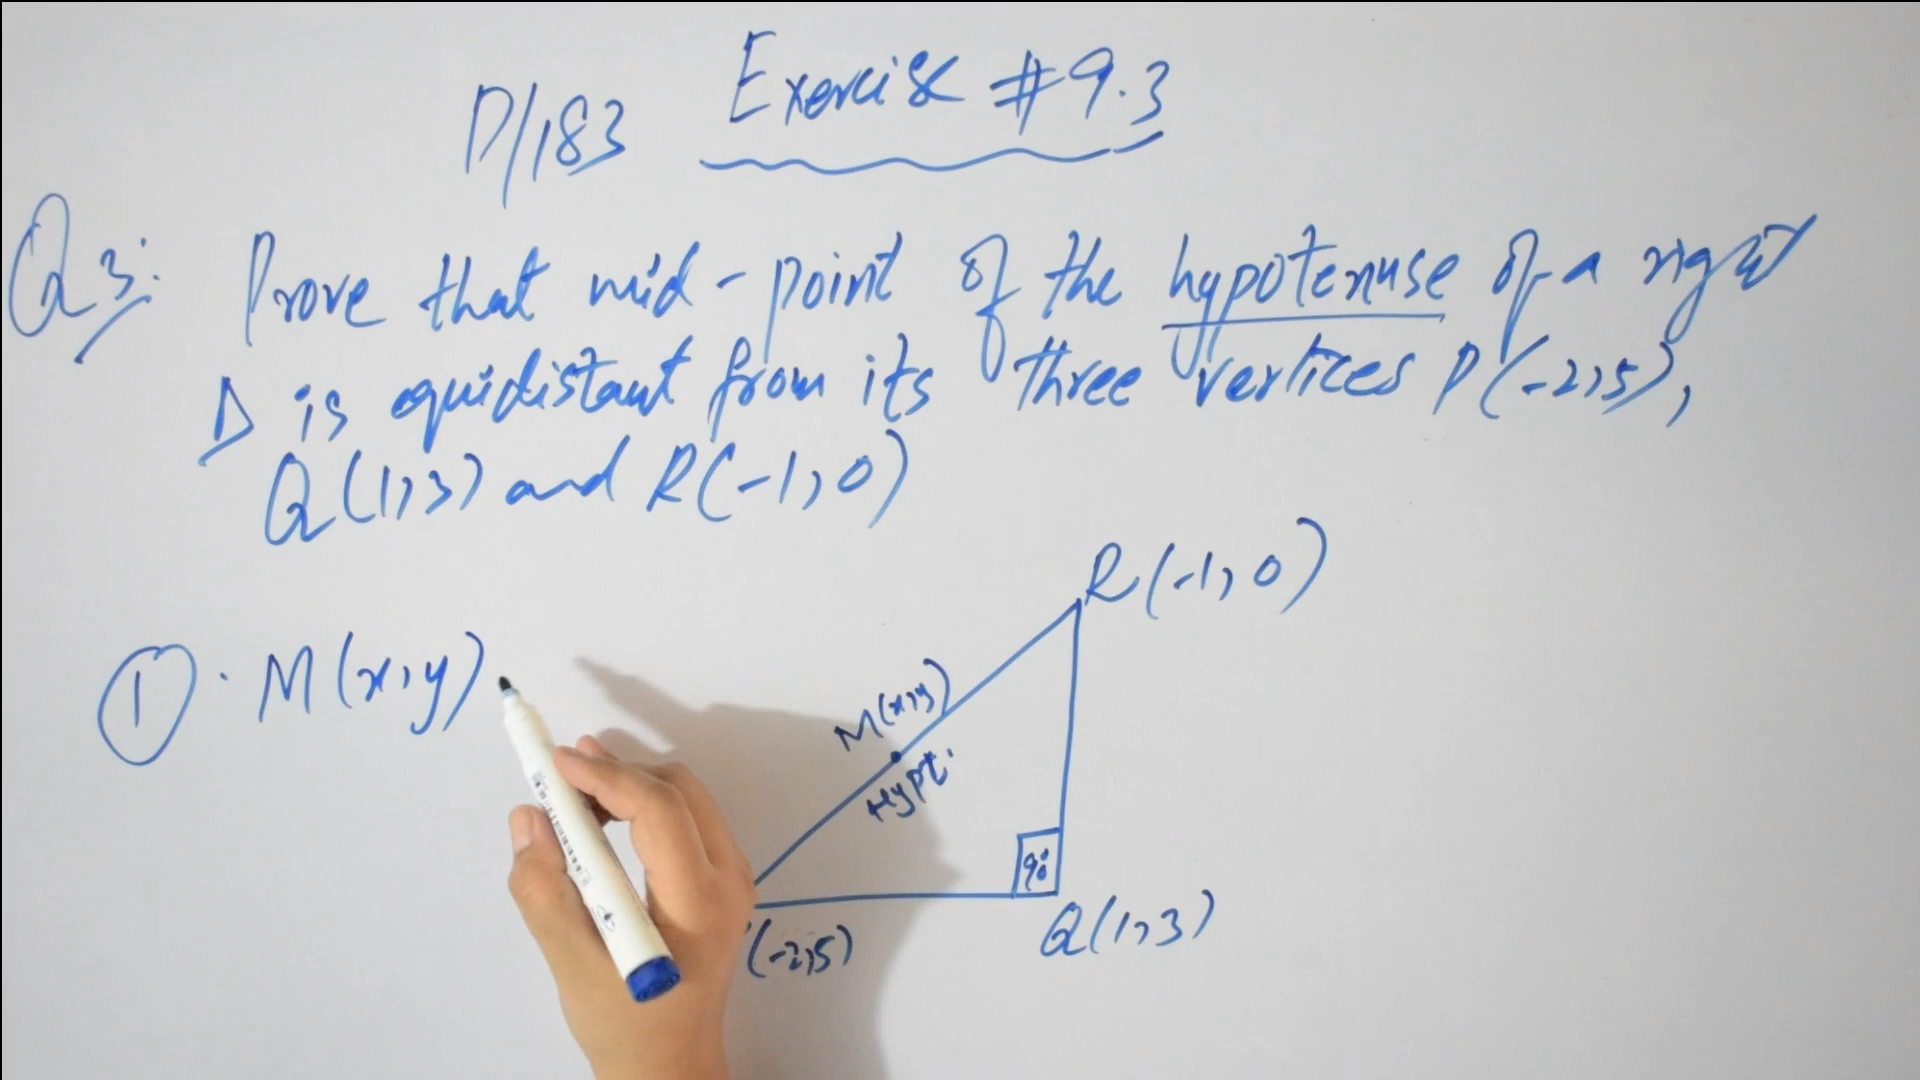 P/183 Exercise #9.3
Q3: Prove that mid-point of the hypotenuse of a right
Δ is equidistant from its three vertices P(-2,5),
Q(1,3) and R(-1,0)
R(-1,0)
① . M(x,y)
M(x,y)
Hypt.
90°
(-2,5)
Q(1,3)